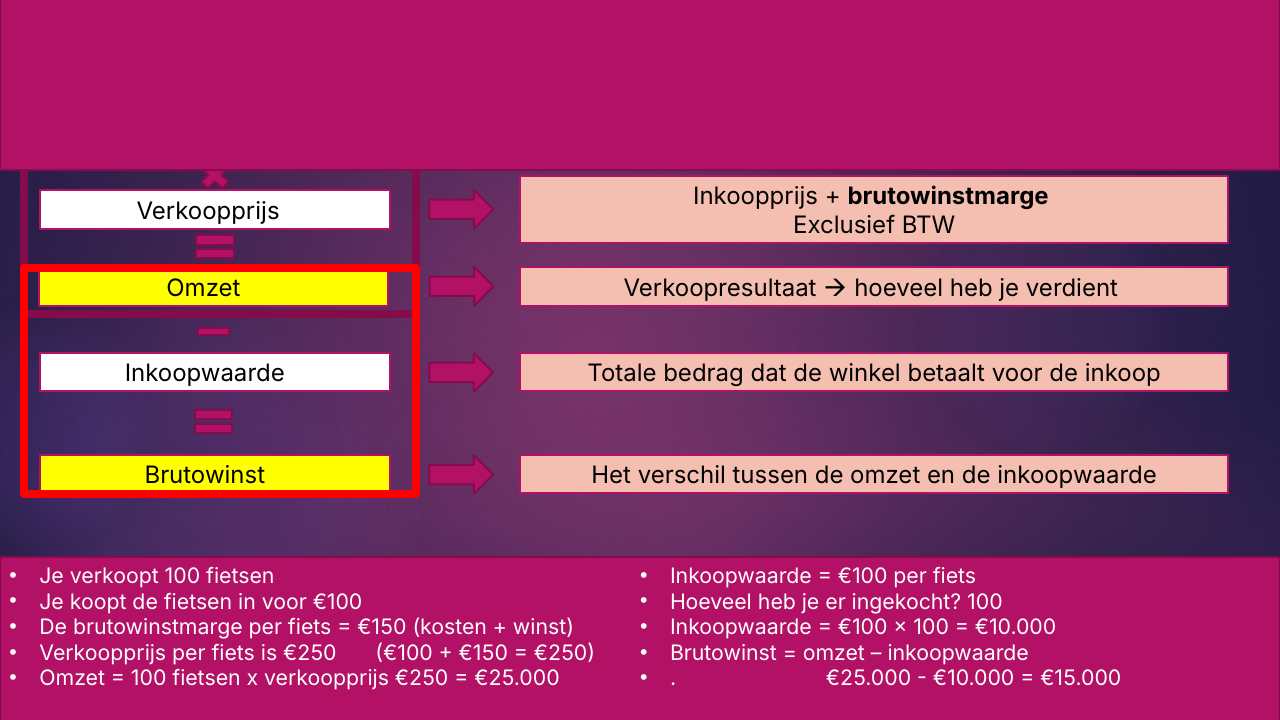 Verkoopprijs
Inkoopprijs + brutowinstmarge
Exclusief BTW
Omzet
Verkoopresultaat → hoeveel heb je verdient
Inkoopwaarde
Totale bedrag dat de winkel betaalt voor de inkoop
Brutowinst
Het verschil tussen de omzet en de inkoopwaarde
• Je verkoopt 100 fietsen
• Je koopt de fietsen in voor €100
• De brutowinstmarge per fiets = €150 (kosten + winst)
• Verkoopprijs per fiets is €250 (€100 + €150 = €250)
• Omzet = 100 fietsen x verkoopprijs €250 = €25.000
• Inkoopwaarde = €100 per fiets
• Hoeveel heb je er ingekocht? 100
• Inkoopwaarde = €100 × 100 = €10.000
• Brutowinst = omzet – inkoopwaarde
• . €25.000 - €10.000 = €15.000